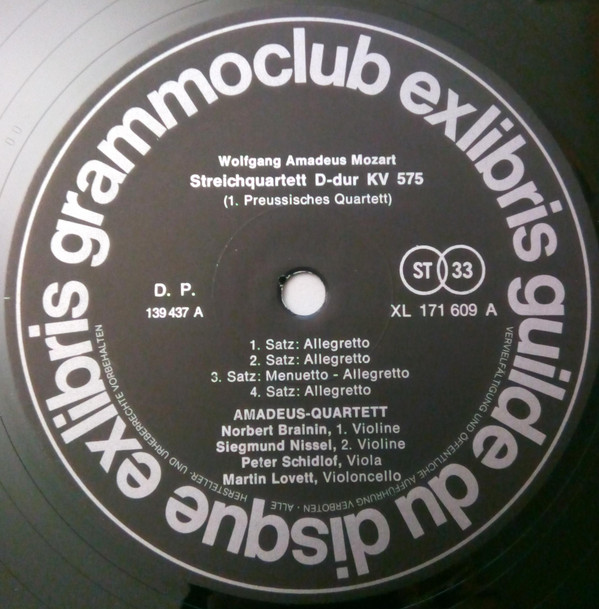 grammoclub exlibris guilde du disque exlibris
Wolfgang Amadeus Mozart
Streichquartett D-dur KV 575
(1. Preussisches Quartett)
ST 33
D. P.
139 437 A
XL 171 609 A
1. Satz: Allegretto
2. Satz: Allegretto
3. Satz: Menuetto - Allegretto
4. Satz: Allegretto
AMADEUS-QUARTETT
Norbert Brainin, 1. Violine
Siegmund Nissel, 2. Violine
Peter Schidlof, Viola
Martin Lovett, Violoncello
VERVIELFÄLTIGUNG UND ÖFFENTLICHE AUFFÜHRUNG VERBOTEN · ALLE HERSTELLER- UND URHEBERRECHTE VORBEHALTEN